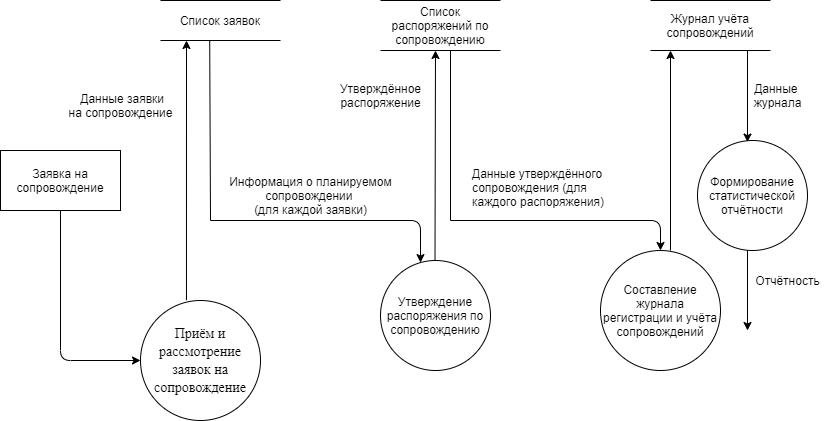 Список заявок
Список
распоряжений по
сопровождению
Журнал учёта
сопровождений
Данные заявки
на сопровождение
Утверждённое
распоряжение
Данные
журнала
Заявка на
сопровождение
Информация о планируемом
сопровождении
(для каждой заявки)
Данные утверждённого
сопровождения (для
каждого распоряжения)
Формирование
статистической
отчётности
Отчётность
Приём и
рассмотрение
заявок на
сопровождение
Утверждение
распоряжения по
сопровождению
Составление
журнала
регистрации и учёта
сопровождений